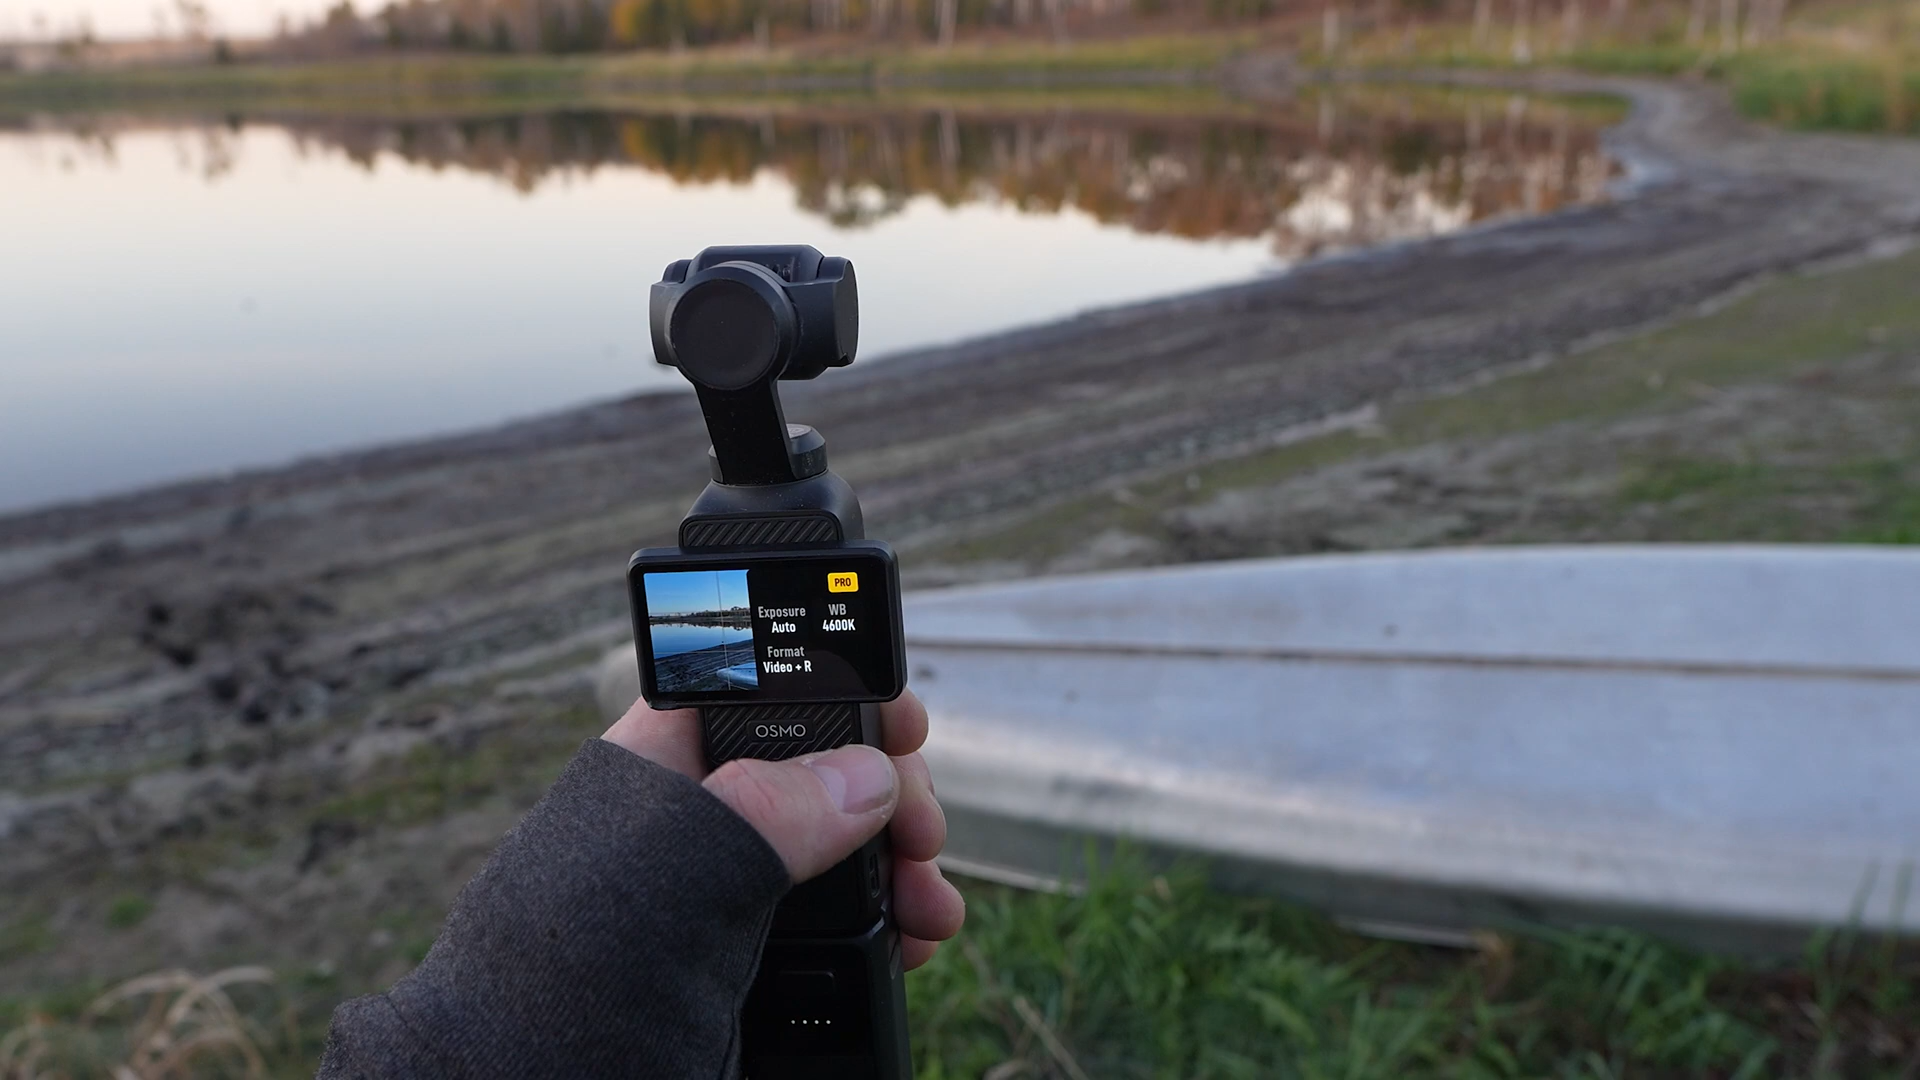 PRO
Exposure
Auto
WB
4600K
Format
Video + R
OSMO